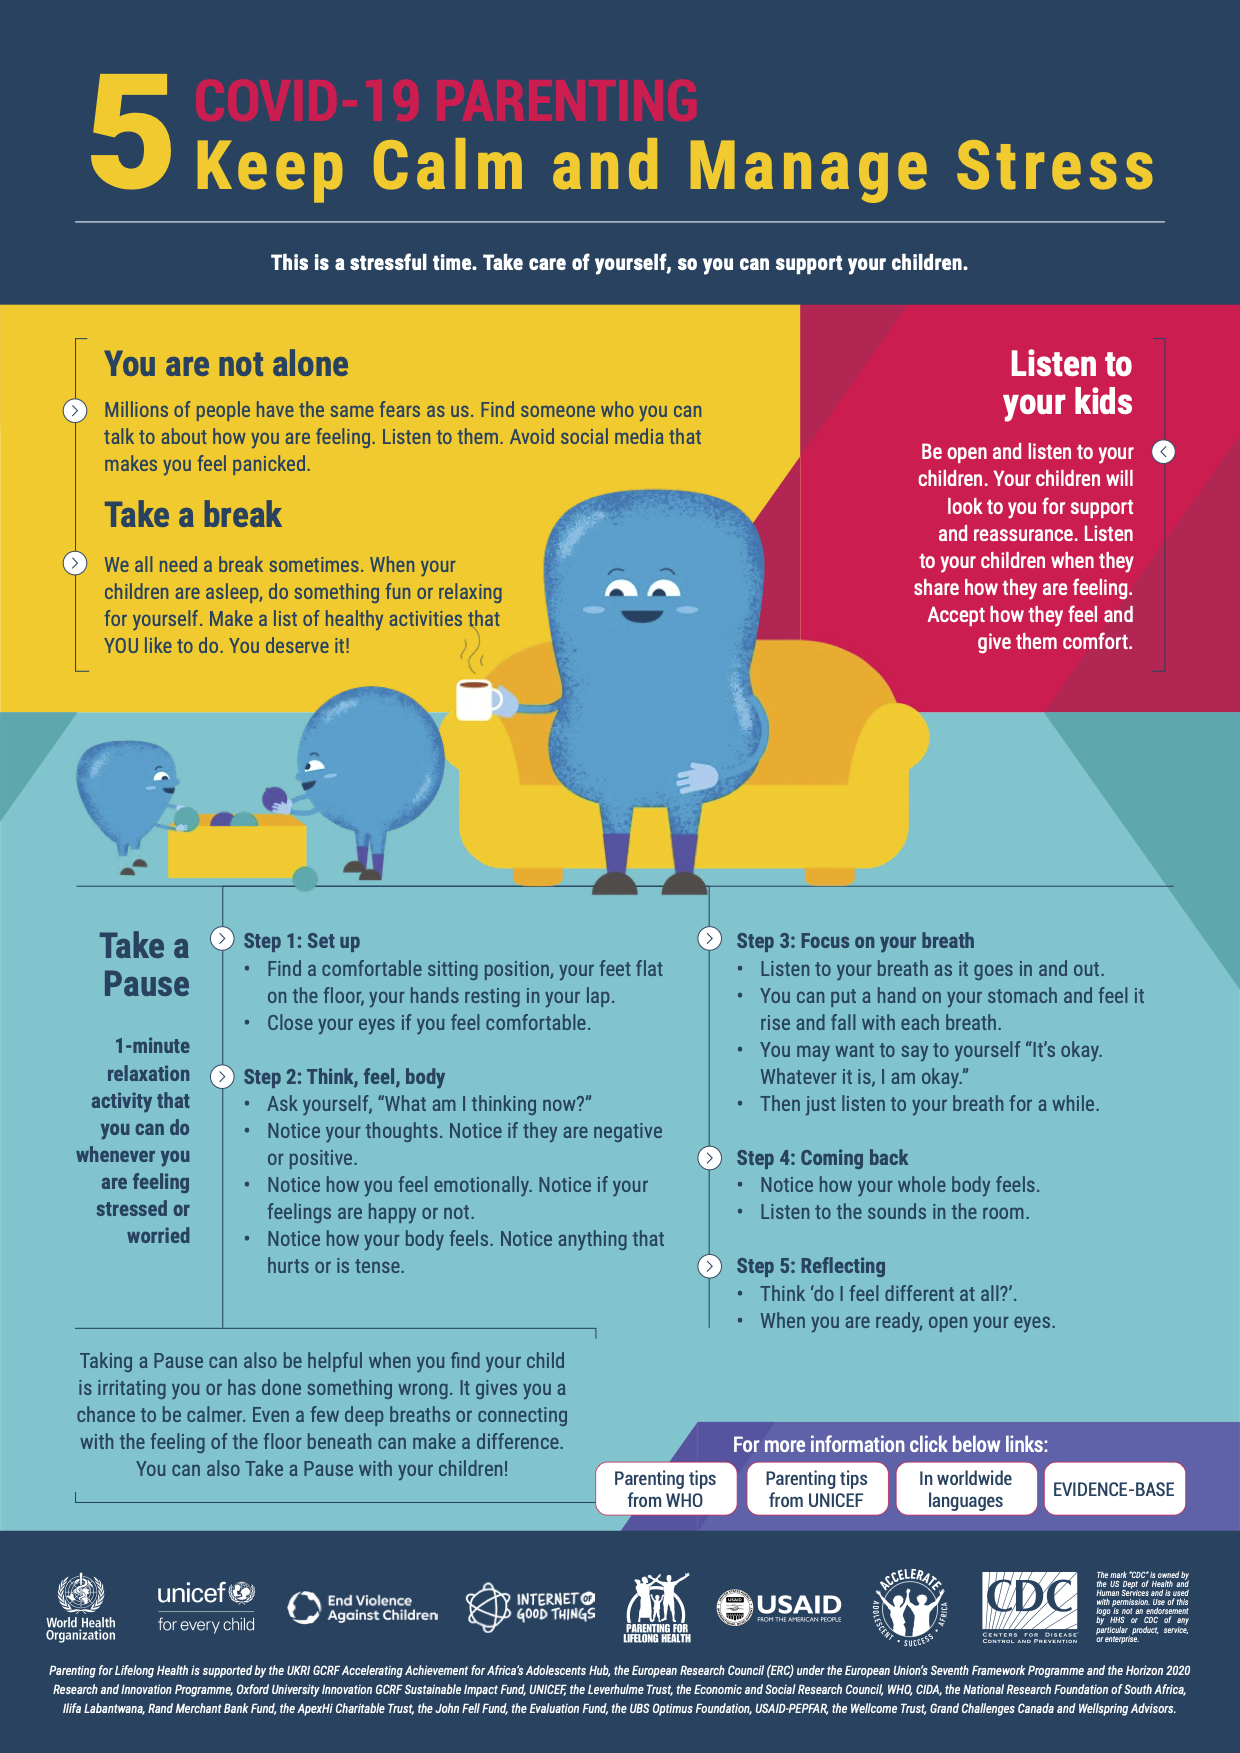 5
COVID-19 PARENTING
Keep Calm and Manage Stress
This is a stressful time. Take care of yourself, so you can support your children.
You are not alone
Millions of people have the same fears as us. Find someone who you can
talk to about how you are feeling. Listen to them. Avoid social media that
makes you feel panicked.
Take a break
We all need a break sometimes. When your
children are asleep, do something fun or relaxing
for yourself. Make a list of healthy activities that
YOU like to do. You deserve it!
Listen to
your kids
Be open and listen to your
children. Your children will
look to you for support
and reassurance. Listen
to your children when they
share how they are feeling.
Accept how they feel and
give them comfort.
Take a
Pause
1-minute
relaxation
activity that
you can do
whenever you
are feeling
stressed or
worried
Step 1: Set up
• Find a comfortable sitting position, your feet flat
on the floor, your hands resting in your lap.
• Close your eyes if you feel comfortable.
Step 2: Think, feel, body
• Ask yourself, “What am I thinking now?”
• Notice your thoughts. Notice if they are negative
or positive.
• Notice how you feel emotionally. Notice if your
feelings are happy or not.
• Notice how your body feels. Notice anything that
hurts or is tense.
Step 3: Focus on your breath
• Listen to your breath as it goes in and out.
• You can put a hand on your stomach and feel it
rise and fall with each breath.
• You may want to say to yourself “It’s okay.
Whatever it is, I am okay.”
• Then just listen to your breath for a while.
Step 4: Coming back
• Notice how your whole body feels.
• Listen to the sounds in the room.
Step 5: Reflecting
• Think ‘do I feel different at all?’.
• When you are ready, open your eyes.
Taking a Pause can also be helpful when you find your child
is irritating you or has done something wrong. It gives you a
chance to be calmer. Even a few deep breaths or connecting
with the feeling of the floor beneath can make a difference.
You can also Take a Pause with your children!
For more information click below links:
Parenting tips
from WHO
Parenting tips
from UNICEF
In worldwide
languages
EVIDENCE-BASE
World Health
Organization
unicef
for every child
End Violence
Against Children
INTERNET OF
GOOD THINGS
PARENTING FOR
LIFELONG HEALTH
USAID
USAID
FROM THE AMERICAN PEOPLE
ACCELERATE
ADOLESCENT • SUCCESS • AFRICA
CDC
CENTERS FOR DISEASE
CONTROL AND PREVENTION
The mark “CDC” is owned by
the US Dept of Health and
Human Services and is used
with permission. Use of this
logo is not an endorsement
by HHS or CDC of any
particular product, service,
or enterprise.
Parenting for Lifelong Health is supported by the UKRI GCRF Accelerating Achievement for Africa’s Adolescents Hub, the European Research Council (ERC) under the European Union’s Seventh Framework Programme and the Horizon 2020
Research and Innovation Programme, Oxford University Innovation GCRF Sustainable Impact Fund, UNICEF, the Leverhulme Trust, the Economic and Social Research Council, WHO, CIDA, the National Research Foundation of South Africa,
Ilifa Labantwana, Rand Merchant Bank Fund, the ApexHi Charitable Trust, the John Fell Fund, the Evaluation Fund, the UBS Optimus Foundation, USAID-PEPFAR, the Wellcome Trust, Grand Challenges Canada and Wellspring Advisors.